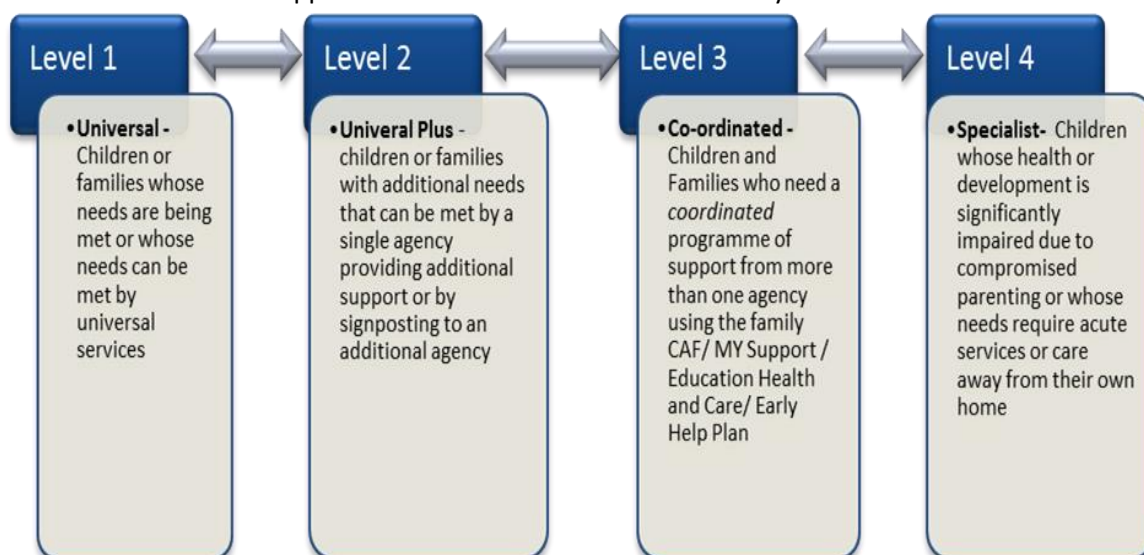 Level 1
• Universal -
Children or
families whose
needs are being
met or whose
needs can be
met by
universal
services
Level 2
• Univeral Plus -
children or families
with additional needs
that can be met by a
single agency
providing additional
support or by
signposting to an
additional agency
Level 3
• Co-ordinated -
Children and
Families who need a
coordinated
programme of
support from more
than one agency
using the family
CAF/ MY Support /
Education Health
and Care/ Early
Help Plan
Level 4
• Specialist- Children
whose health or
development is
significantly
impaired due to
compromised
parenting or whose
needs require acute
services or care
away from their own
home